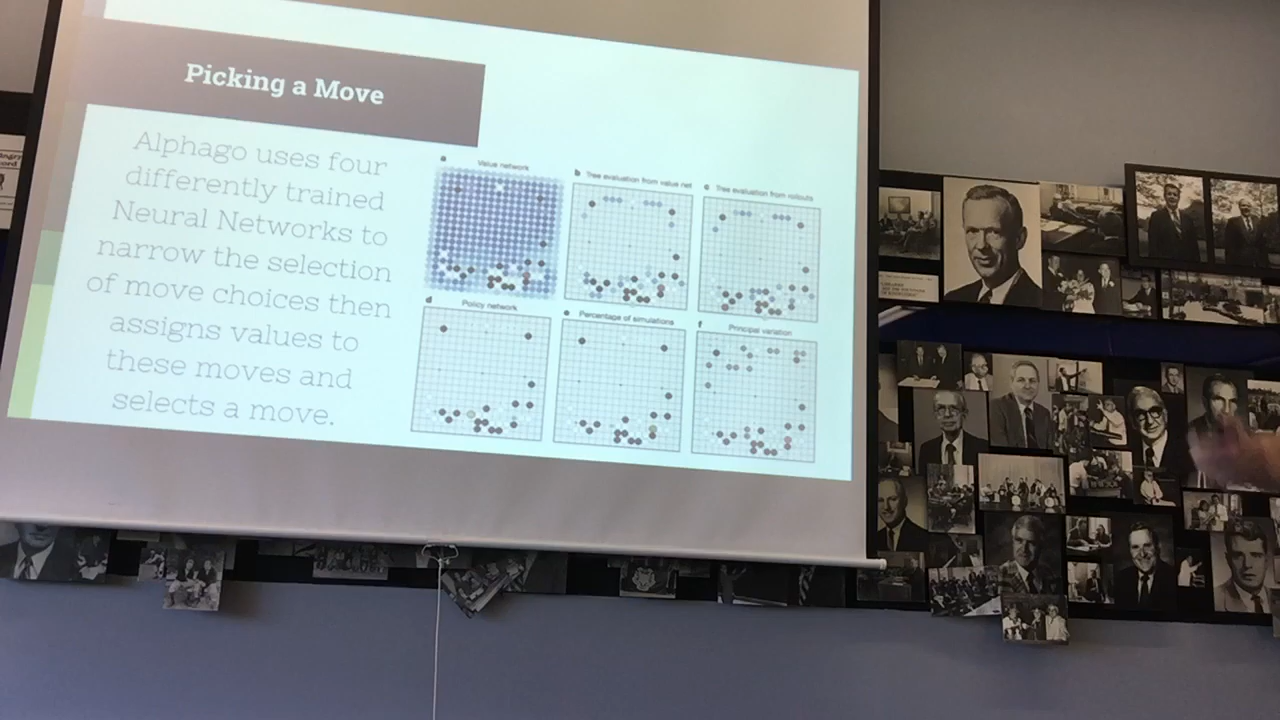 Picking a Move
Alphago uses four
differently trained
Neural Networks to
narrow the selection
of move choices then
assigns values to
these moves and
selects a move.
a Value network
b Tree evaluation from value net
c Tree evaluation from rollouts
d Policy network
e Percentage of simulations
f Principal variation